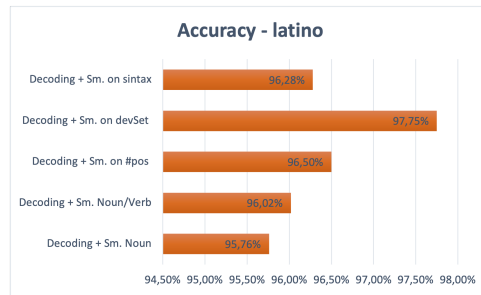 Accuracy - latino
Decoding + Sm. on sintax
96,28%
Decoding + Sm. on devSet
97,75%
Decoding + Sm. on #pos
96,50%
Decoding + Sm. Noun/Verb
96,02%
Decoding + Sm. Noun
95,76%
94,50% 95,00% 95,50% 96,00% 96,50% 97,00% 97,50% 98,00%